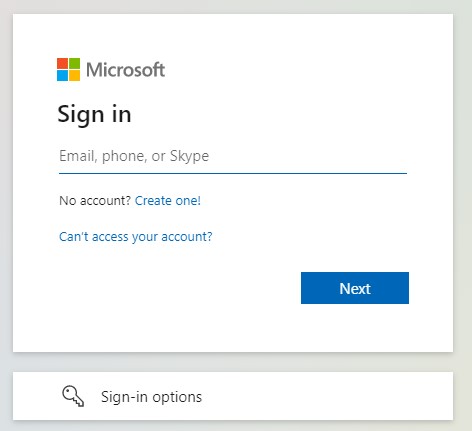 Microsoft
Sign in
Email, phone, or Skype
No account? Create one!
Can't access your account?
Next
Sign-in options